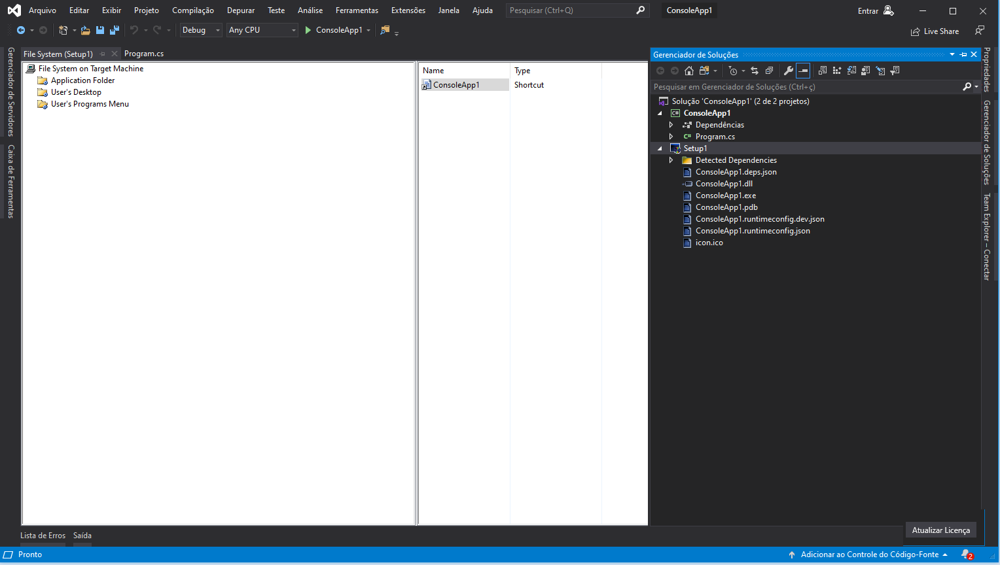 Arquivo Editar Exibir Projeto Compilação Depurar Teste Análise Ferramentas Extensões Janela Ajuda Pesquisar (Ctrl+Q) ConsoleApp1 Entrar
Debug Any CPU ConsoleApp1 Live Share
Gerenciador de Servidores
Caixa de Ferramentas
File System (Setup1) Program.cs
File System on Target Machine
Application Folder
User's Desktop
User's Programs Menu
Name Type
ConsoleApp1 Shortcut
Gerenciador de Soluções
Pesquisar em Gerenciador de Soluções (Ctrl+ç)
Solução 'ConsoleApp1' (2 de 2 projetos)
ConsoleApp1
Dependências
C# Program.cs
Setup1
Detected Dependencies
ConsoleApp1.deps.json
ConsoleApp1.dll
ConsoleApp1.exe
ConsoleApp1.pdb
ConsoleApp1.runtimeconfig.dev.json
ConsoleApp1.runtimeconfig.json
icon.ico
Propriedades
Gerenciador de Soluções
Team Explorer – Conectar
Lista de Erros Saída
Atualizar Licença
Pronto Adicionar ao Controle do Código-Fonte 2